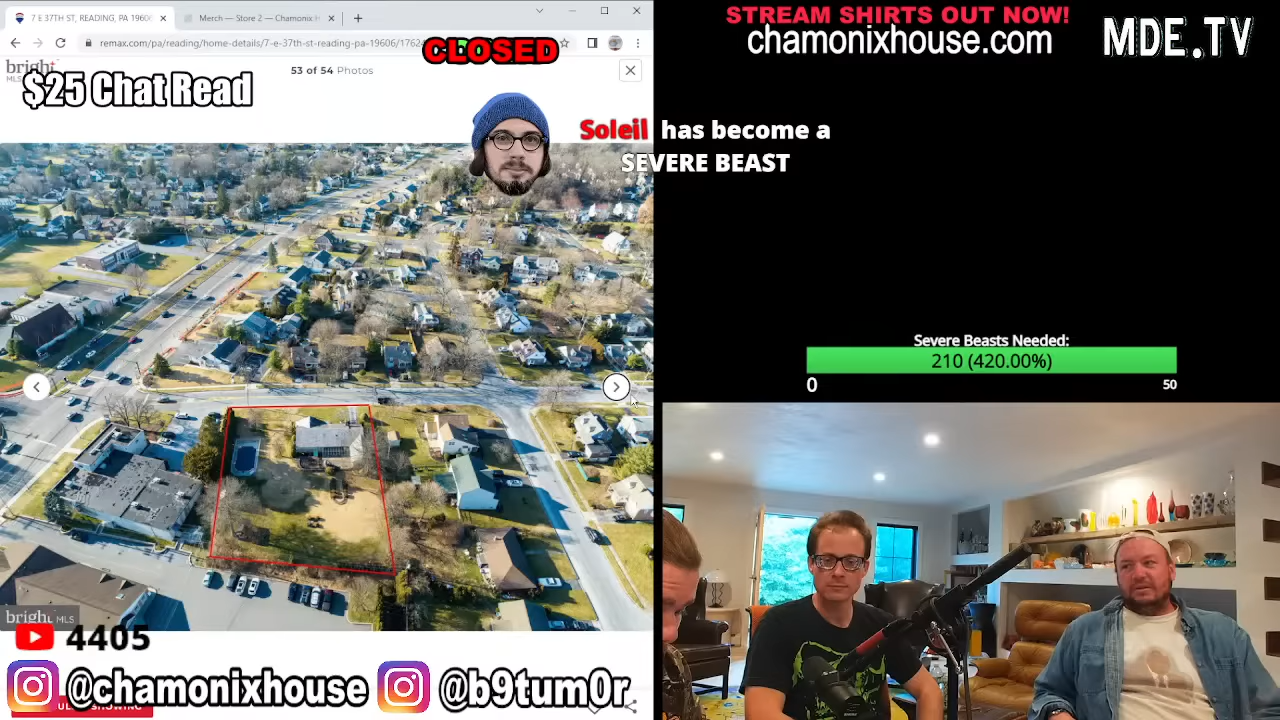 7 E 37TH ST, READING, PA 1960
Merch — Store 2 — Chamonix H
remax.com/pa/reading/home-details/7-e-37th-st-reading-pa-19606/1762
CLOSED
bright
MLS
53 of 54 Photos
$25 Chat Read
Soleil has become a
SEVERE BEAST
STREAM SHIRTS OUT NOW!
chamonixhouse.com
MDE.TV
Severe Beasts Needed:
210 (420.00%)
0
50
bright MLS
4405
@chamonixhouse
@b9tum0r